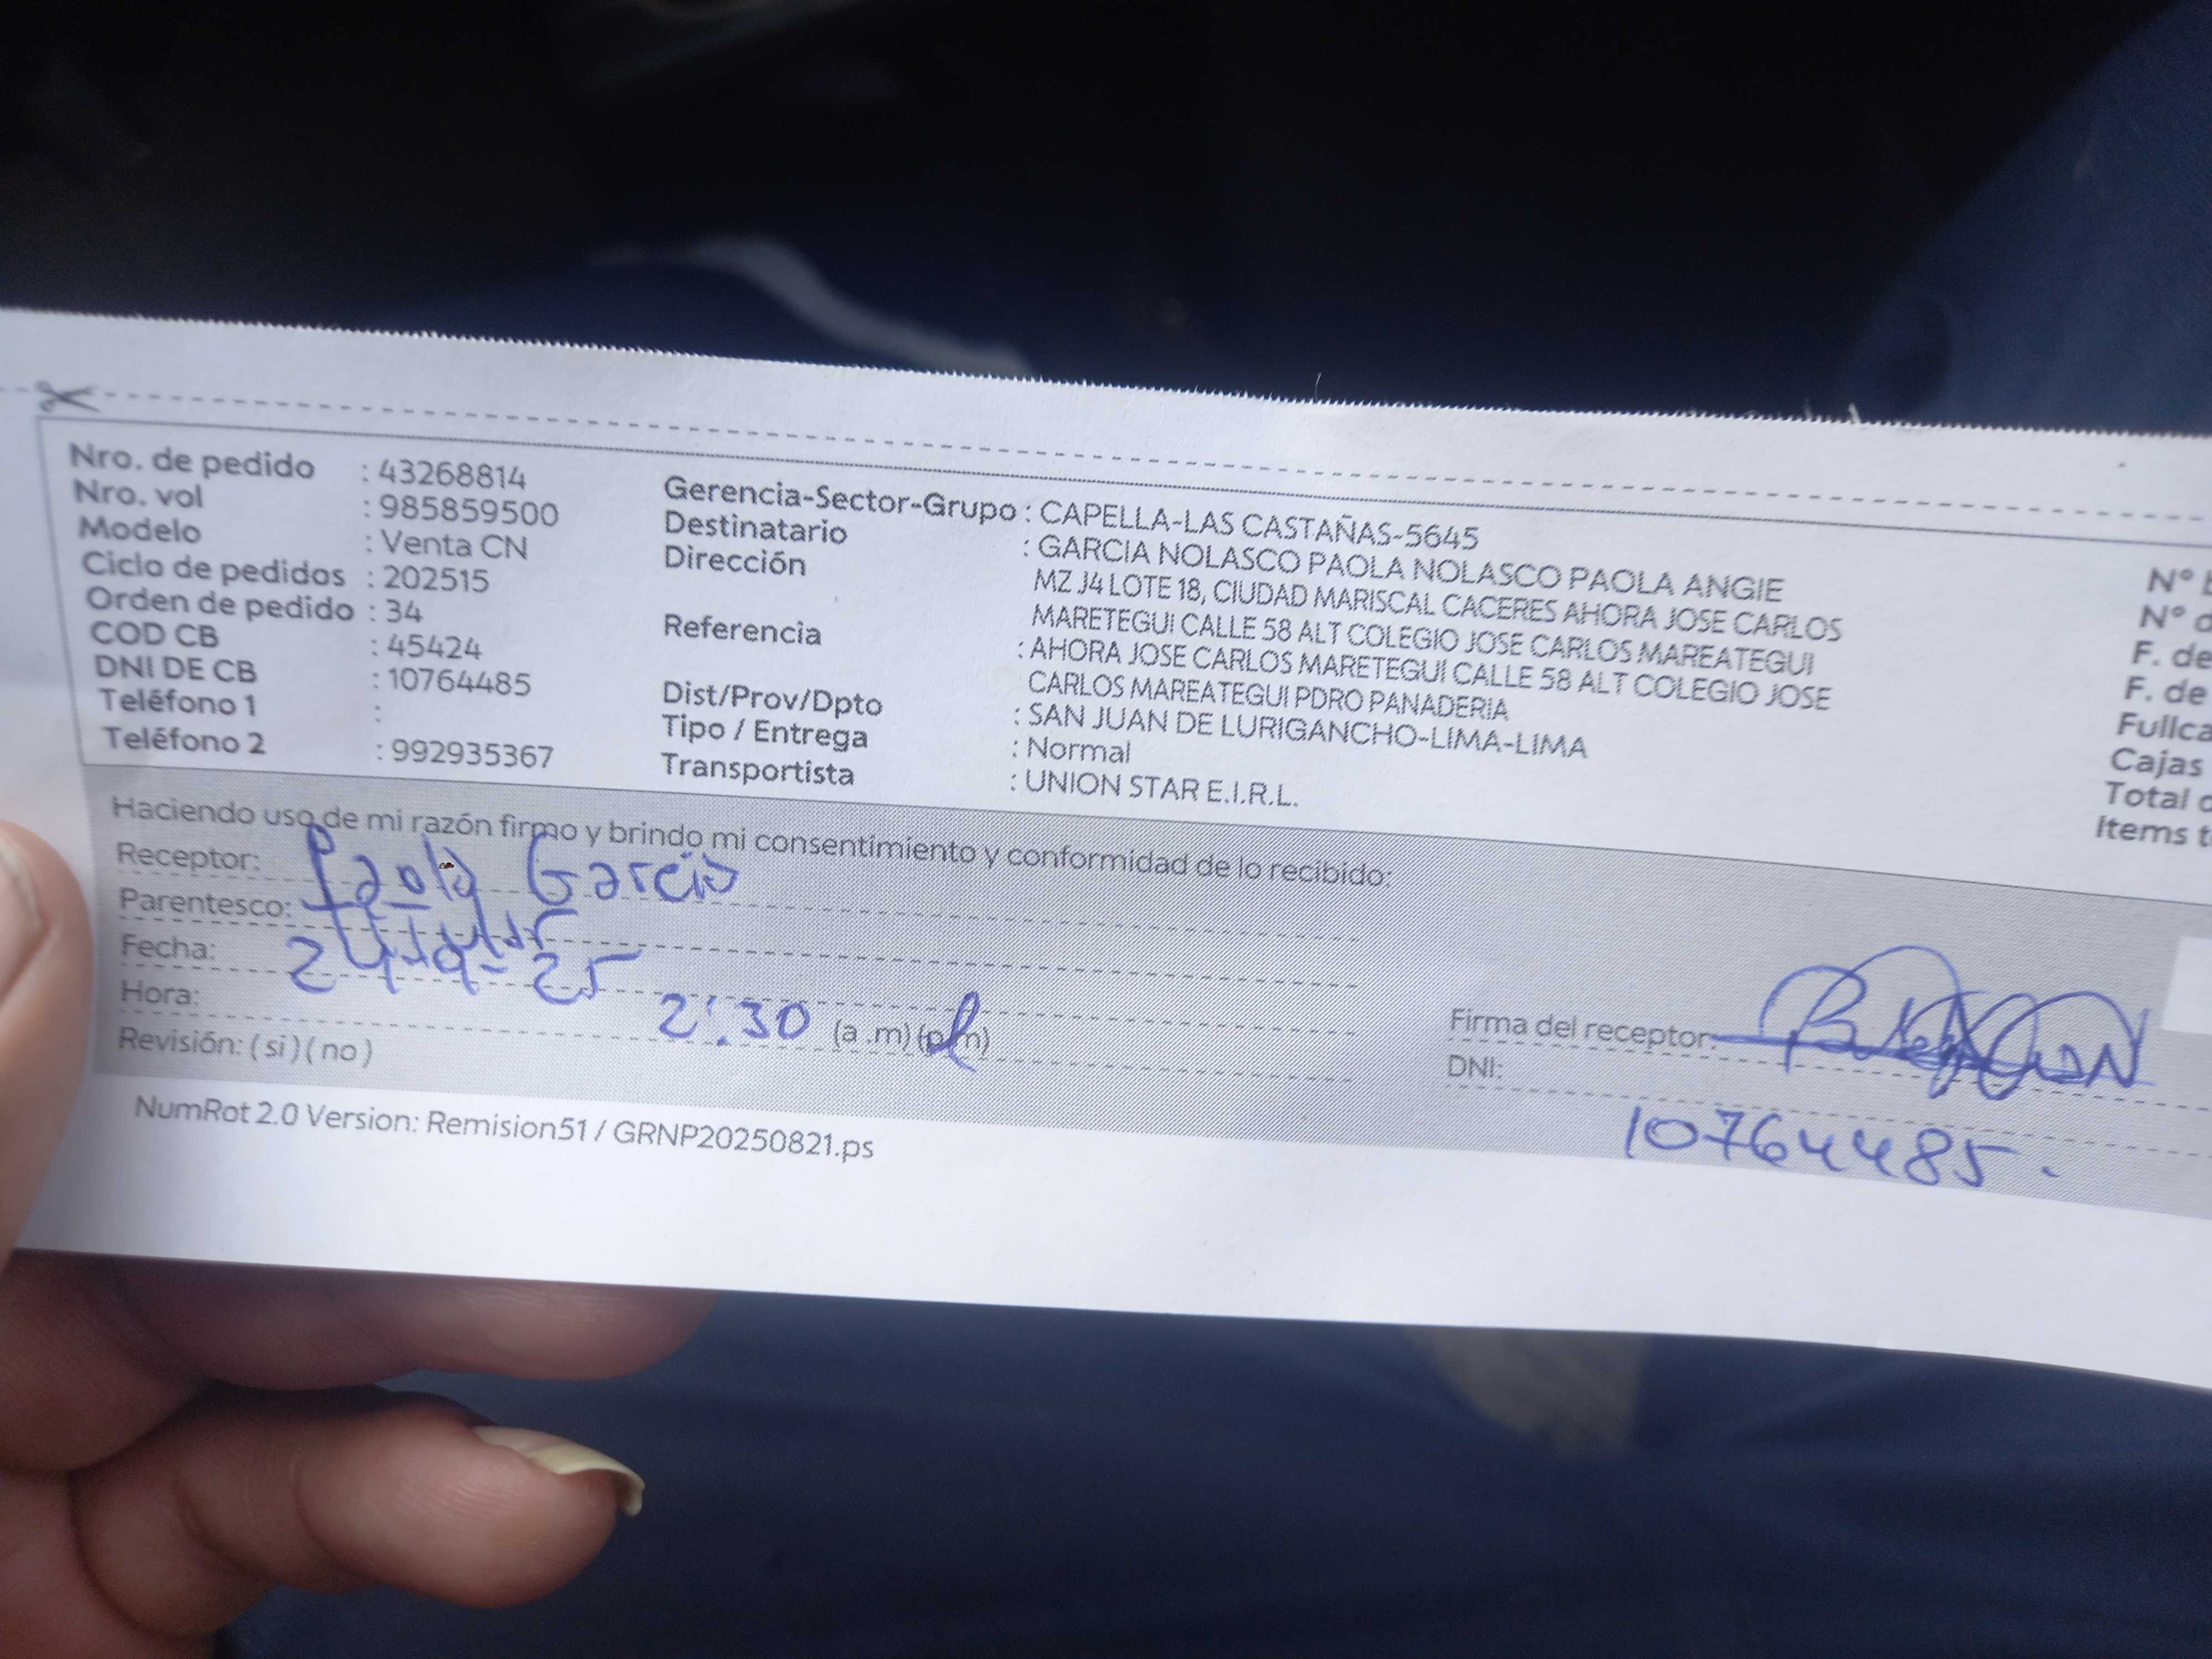 Nro. de pedido : 43268814
Nro. vol : 985859500
Modelo : Venta CN
Ciclo de pedidos : 202515
Orden de pedido : 34
COD CB : 45424
DNI DE CB : 10764485
Teléfono 1 :
Teléfono 2 : 992935367
Gerencia-Sector-Grupo : CAPELLA-LAS CASTAÑAS-5645
Destinatario : GARCIA NOLASCO PAOLA NOLASCO PAOLA ANGIE
Dirección MZ J4 LOTE 18, CIUDAD MARISCAL CACERES AHORA JOSE CARLOS
MARETEGUI CALLE 58 ALT COLEGIO JOSE CARLOS MAREATEGUI
Referencia : AHORA JOSE CARLOS MARETEGUI CALLE 58 ALT COLEGIO JOSE
CARLOS MAREATEGUI PDRO PANADERIA
Dist/Prov/Dpto : SAN JUAN DE LURIGANCHO-LIMA-LIMA
Tipo / Entrega : Normal
Transportista : UNION STAR E.I.R.L.
N°
N°
F. de
F. de
Cajas
Total
Items
Haciendo uso de mi razón firmo y brindo mi consentimiento y conformidad de lo recibido:
Receptor: Paola Garcia
Parentesco: titular
Fecha: 24-09-25
Hora: 2:30 (a .m) (p.m)
Revisión: ( si ) ( no )
Firma del receptor:
DNI: 10764485.
NumRot 2.0 Version: Remision51 / GRNP20250821.ps